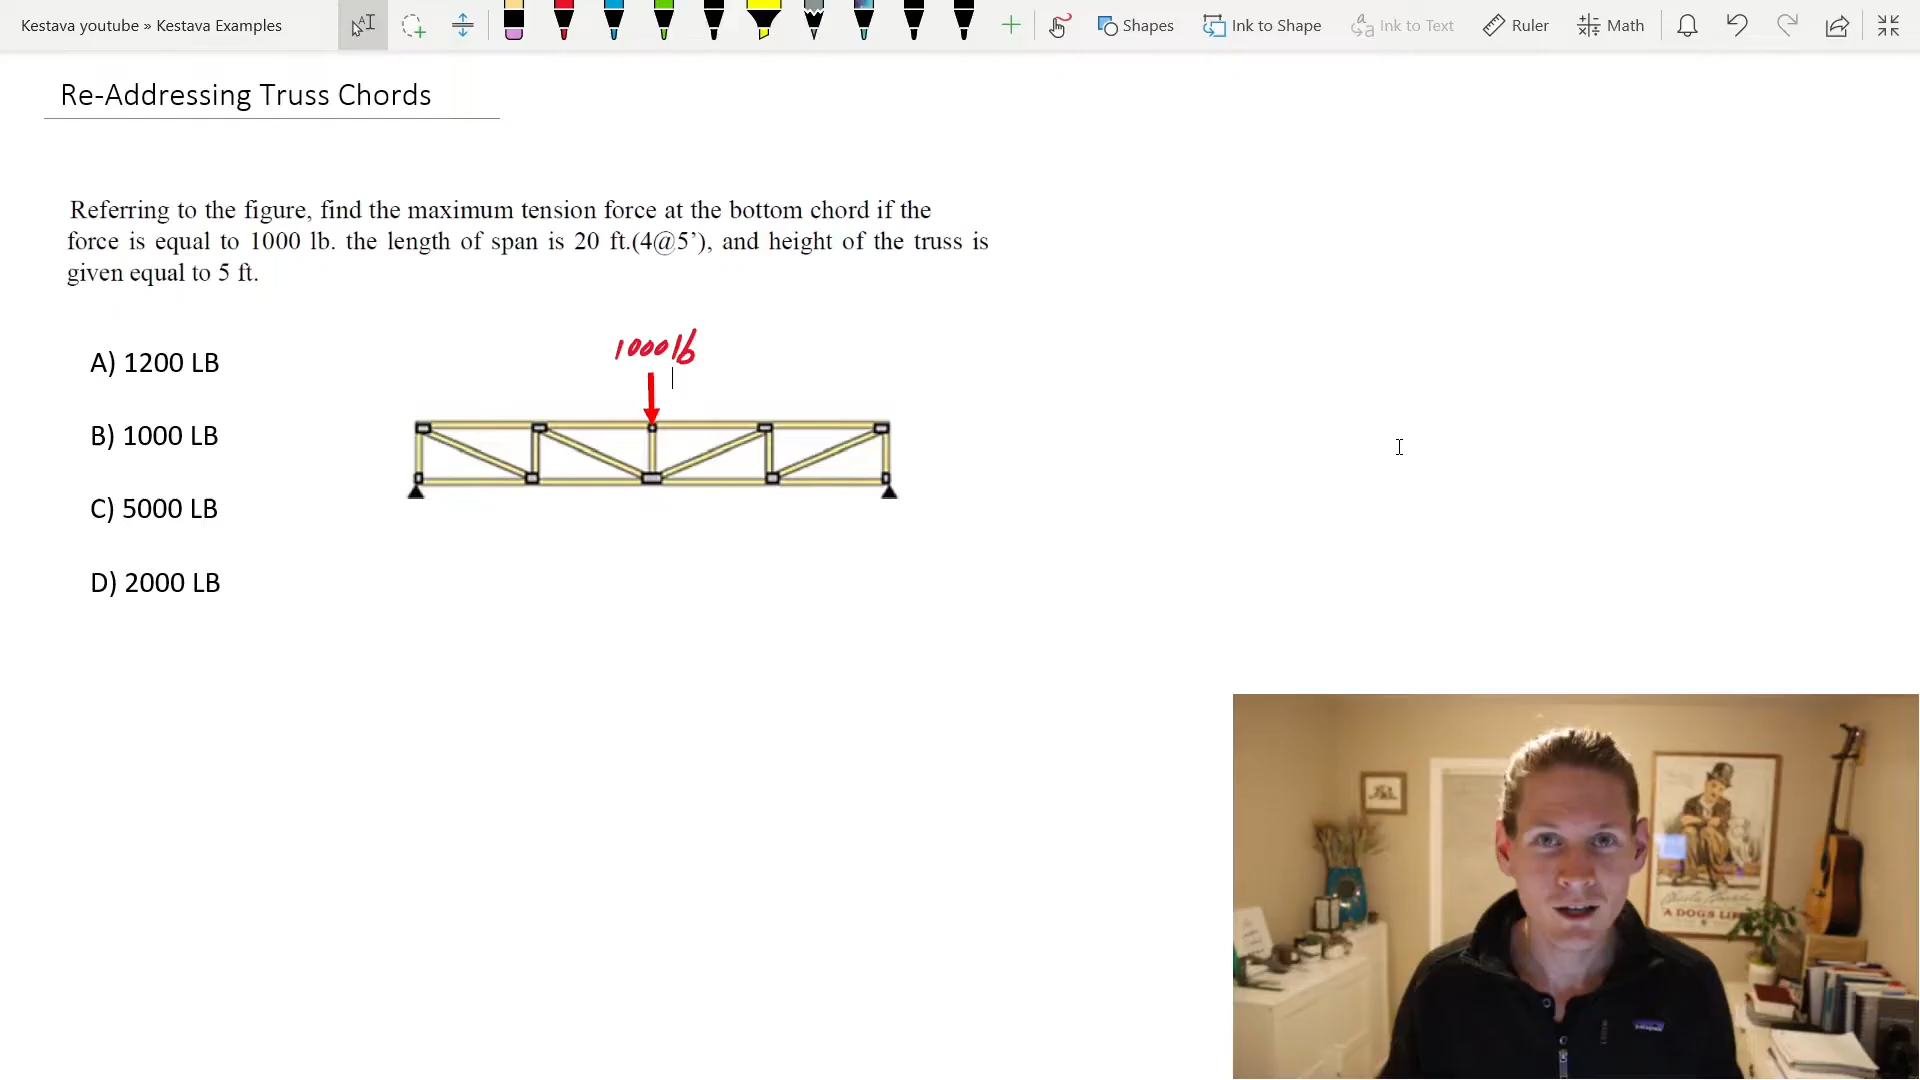 Kestava youtube » Kestava Examples
Shapes
Ink to Shape
Ink to Text
Ruler
Math
Re-Addressing Truss Chords
Referring to the figure, find the maximum tension force at the bottom chord if the
force is equal to 1000 lb. the length of span is 20 ft.(4@5’), and height of the truss is
given equal to 5 ft.
1000 lb
A) 1200 LB
B) 1000 LB
C) 5000 LB
D) 2000 LB
A DOGS
patagonia